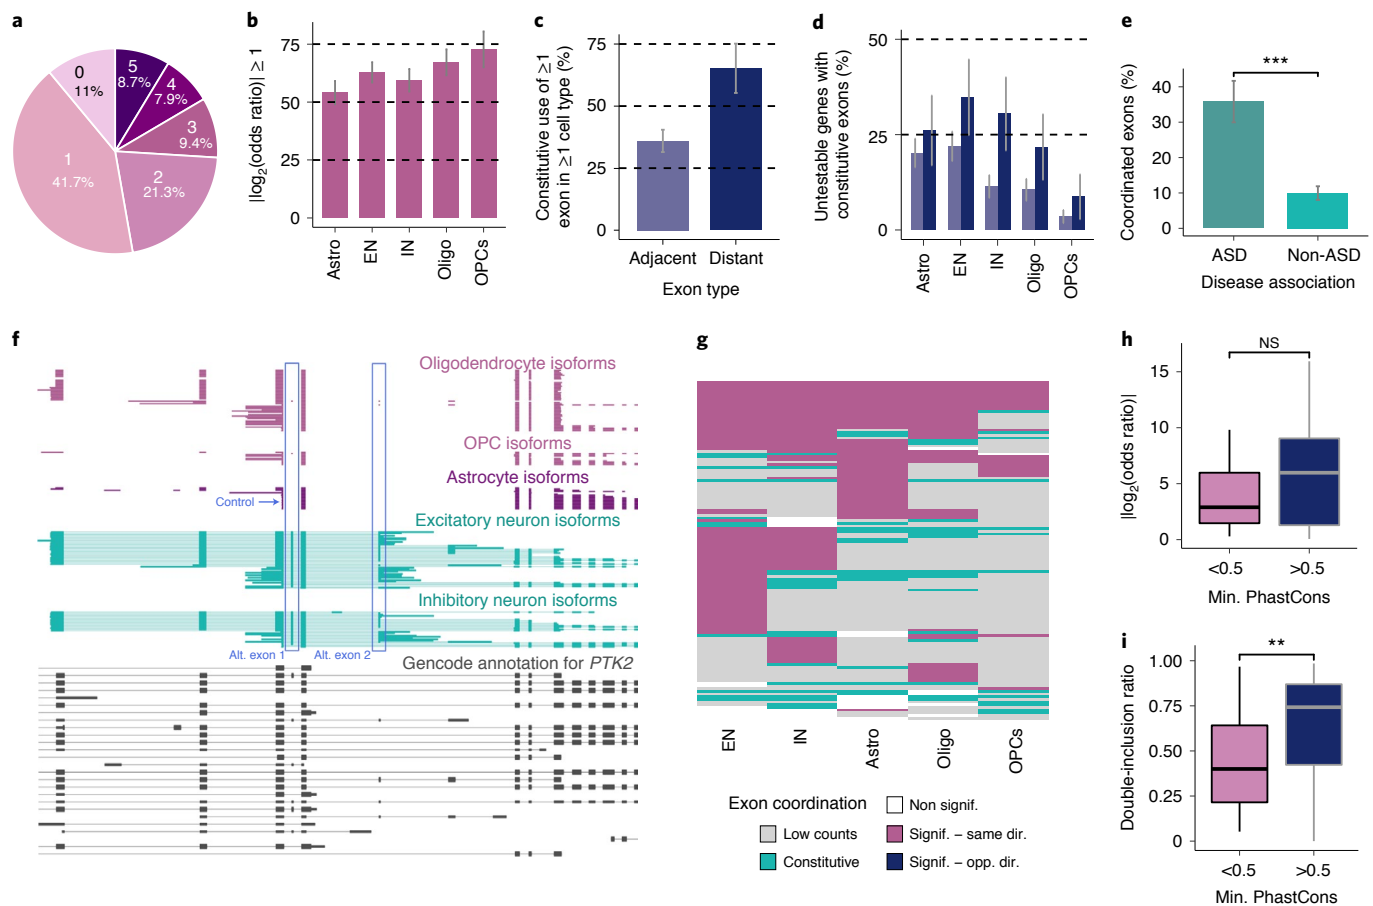 a
0
11%
5
8.7%
4
7.9%
3
9.4%
2
21.3%
1
41.7%
b
|log2(odds ratio)| ≥ 1
75
50
25
0
Astro
EN
IN
Oligo
OPCs
c
Constitutive use of ≥1
exon in ≥1 cell type (%)
75
50
25
0
Adjacent
Distant
Exon type
d
Untestable genes with
constitutive exons (%)
50
25
0
Astro
EN
IN
Oligo
OPCs
e
Coordinated exons (%)
40
30
20
10
0
***
ASD
Non-ASD
Disease association
f
Oligodendrocyte isoforms
OPC isoforms
Astrocyte isoforms
Control
Excitatory neuron isoforms
Inhibitory neuron isoforms
Alt. exon 1
Alt. exon 2
Gencode annotation for PTK2
g
EN
IN
Astro
Oligo
OPCs
Exon coordination
Low counts
Constitutive
Non signif.
Signif. – same dir.
Signif. – opp. dir.
h
|log2(odds ratio)|
15
10
5
0
NS
<0.5
>0.5
Min. PhastCons
i
Double-inclusion ratio
1.00
0.75
0.50
0.25
0
**
<0.5
>0.5
Min. PhastCons